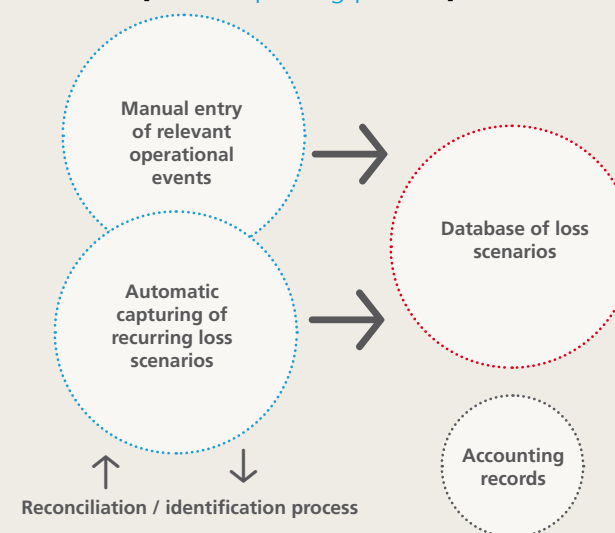 Manual entry
of relevant
operational
events
Database of loss
scenarios
Automatic
capturing of
recurring loss
scenarios
Accounting
records
Reconciliation / identification process